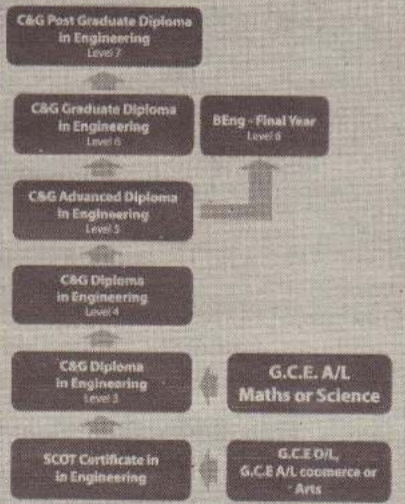 C&G Post Graduate Diploma
in Engineering
Level 7
C&G Graduate Diploma
in Engineering
Level 6
BEng - Final Year
Level 6
C&G Advanced Diploma
in Engineering
Level 5
C&G Diploma
in Engineering
Level 4
C&G Diploma
in Engineering
Level 3
G.C.E. A/L
Maths or Science
SCOT Certificate in
in Engineering
G.C.E O/L,
G.C.E A/L coomerce or
Arts